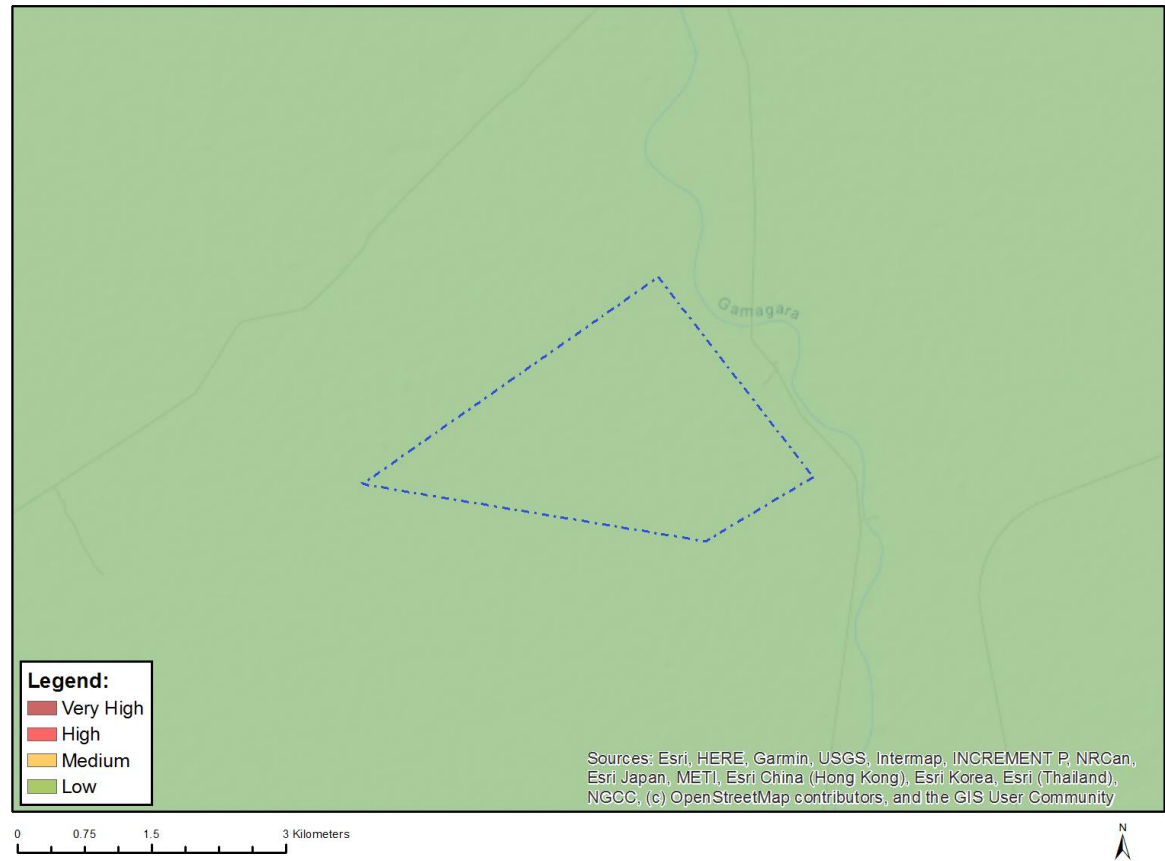 Gamagara
Legend:
Very High
High
Medium
Low
Sources: Esri, HERE, Garmin, USGS, Intermap, INCREMENT P, NRCan,
Esri Japan, METI, Esri China (Hong Kong), Esri Korea, Esri (Thailand),
NGCC, (c) OpenStreetMap contributors, and the GIS User Community
0 0.75 1.5 3 Kilometers
N